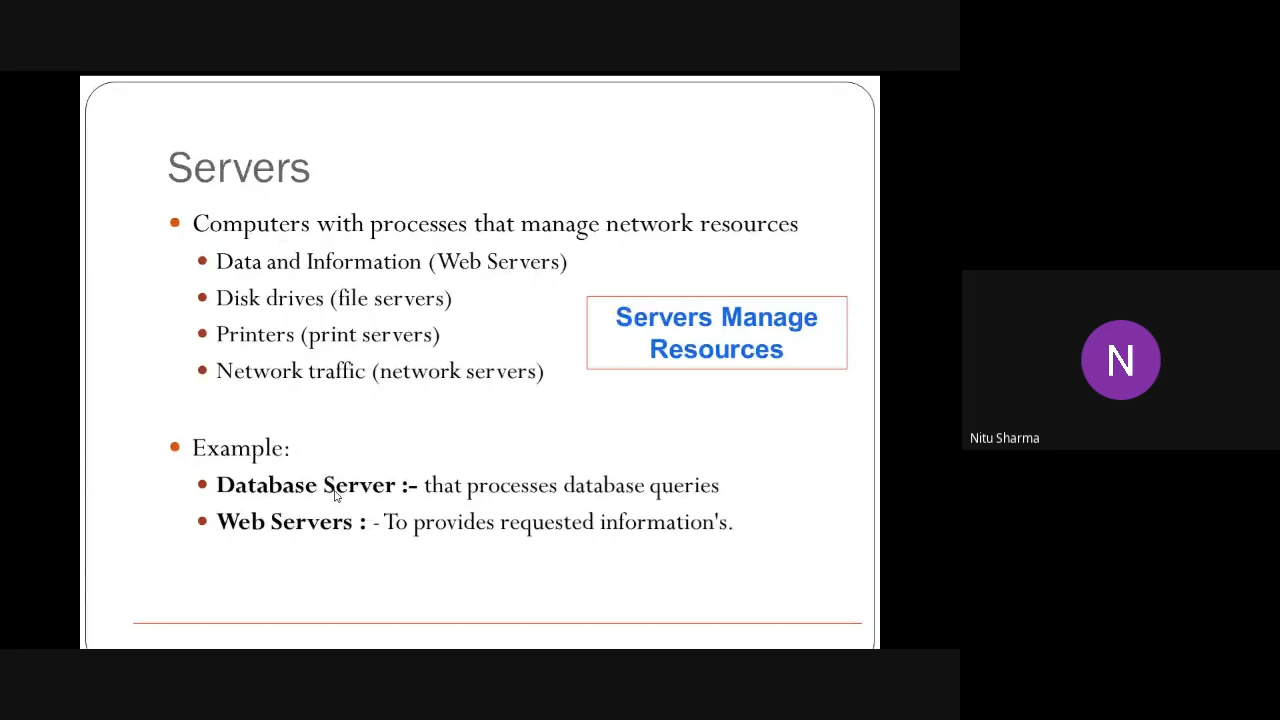 Servers
Computers with processes that manage network resources
Data and Information (Web Servers)
Disk drives (file servers)
Printers (print servers)
Network traffic (network servers)
Servers Manage
Resources
Example:
Database Server :- that processes database queries
Web Servers : - To provides requested information's.
N
Nitu Sharma